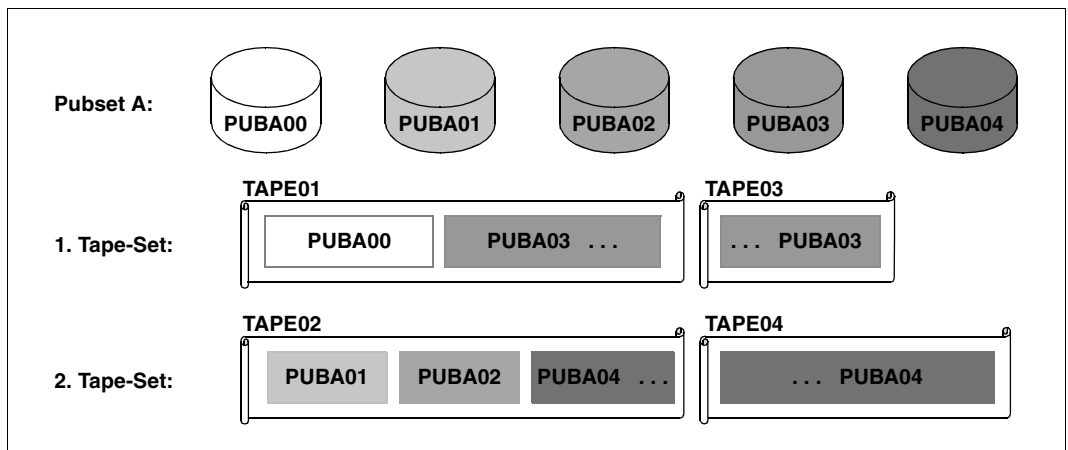 Pubset A:
PUBA00 PUBA01 PUBA02 PUBA03 PUBA04
TAPE01 TAPE03
1. Tape-Set:
PUBA00 PUBA03 ... ... PUBA03
TAPE02 TAPE04
2. Tape-Set:
PUBA01 PUBA02 PUBA04 ... ... PUBA04